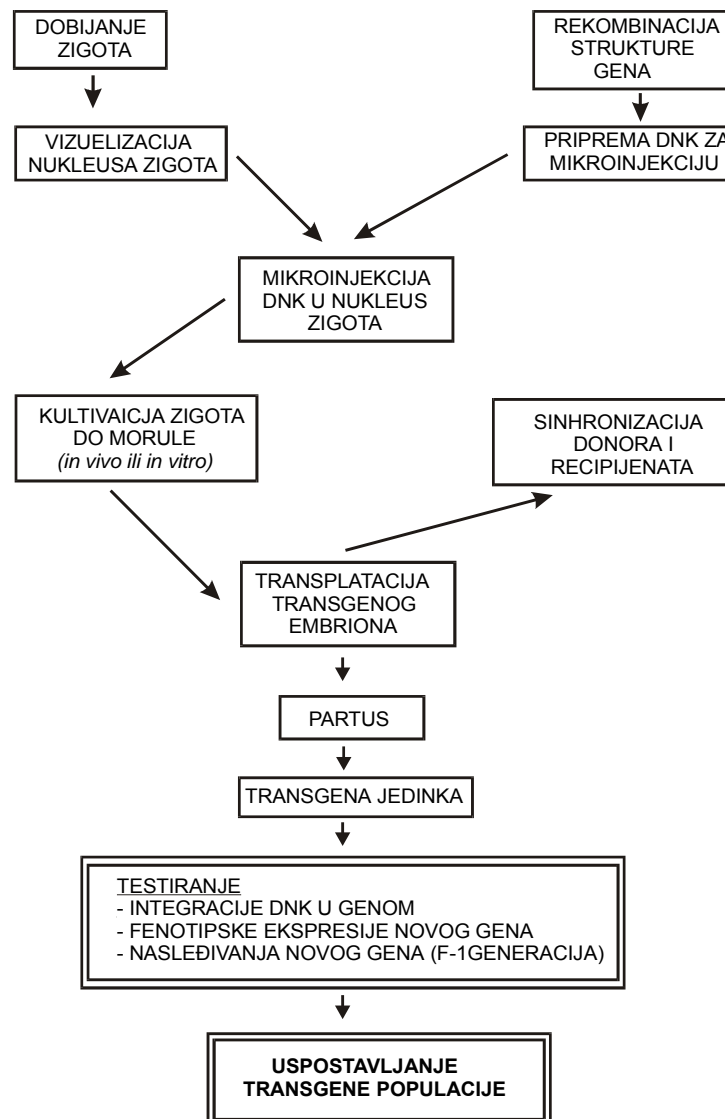 DOBIJANJE
ZIGOTA
REKOMBINACIJA
STRUKTURE
GENA
VIZUELIZACIJA
NUKLEUSA ZIGOTA
PRIPREMA DNK ZA
MIKROINJEKCIJU
MIKROINJEKCIJA
DNK U NUKLEUS
ZIGOTA
KULTIVAICJA ZIGOTA
DO MORULE
(in vivo ili in vitro)
SINHRONIZACIJA
DONORA I
RECIPIJENATA
TRANSPLATACIJA
TRANSGENOG
EMBRIONA
PARTUS
TRANSGENA JEDINKA
TESTIRANJE
- INTEGRACIJE DNK U GENOM
- FENOTIPSKE EKSPRESIJE NOVOG GENA
- NASLEĐIVANJA NOVOG GENA (F-1GENERACIJA)
USPOSTAVLJANJE
TRANSGENE POPULACIJE